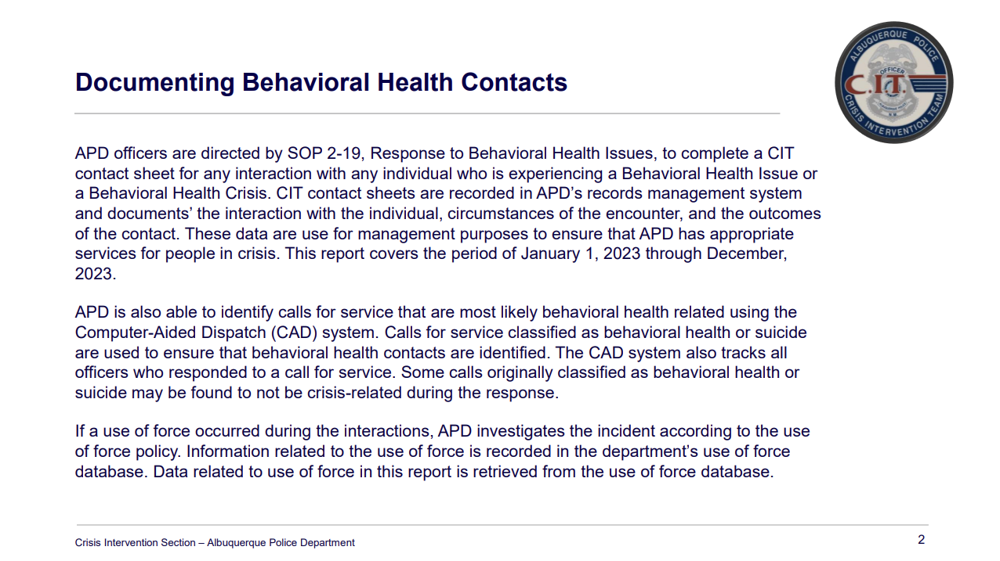 Documenting Behavioral Health Contacts
ALBUQUERQUE POLICE
OFFICER
C.I.T.
CRISIS INTERVENTION TEAM
APD officers are directed by SOP 2-19, Response to Behavioral Health Issues, to complete a CIT
contact sheet for any interaction with any individual who is experiencing a Behavioral Health Issue or
a Behavioral Health Crisis. CIT contact sheets are recorded in APD’s records management system
and documents’ the interaction with the individual, circumstances of the encounter, and the outcomes
of the contact. These data are use for management purposes to ensure that APD has appropriate
services for people in crisis. This report covers the period of January 1, 2023 through December,
2023.
APD is also able to identify calls for service that are most likely behavioral health related using the
Computer-Aided Dispatch (CAD) system. Calls for service classified as behavioral health or suicide
are used to ensure that behavioral health contacts are identified. The CAD system also tracks all
officers who responded to a call for service. Some calls originally classified as behavioral health or
suicide may be found to not be crisis-related during the response.
If a use of force occurred during the interactions, APD investigates the incident according to the use
of force policy. Information related to the use of force is recorded in the department’s use of force
database. Data related to use of force in this report is retrieved from the use of force database.
Crisis Intervention Section – Albuquerque Police Department
2